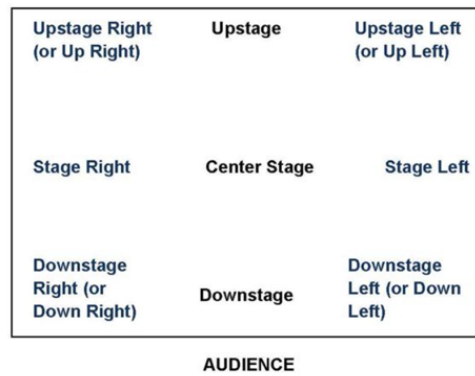 Upstage Right Upstage Upstage Left
(or Up Right) (or Up Left)
Stage Right Center Stage Stage Left
Downstage Downstage
Right (or Downstage Left (or Down
Down Right) Left)
AUDIENCE